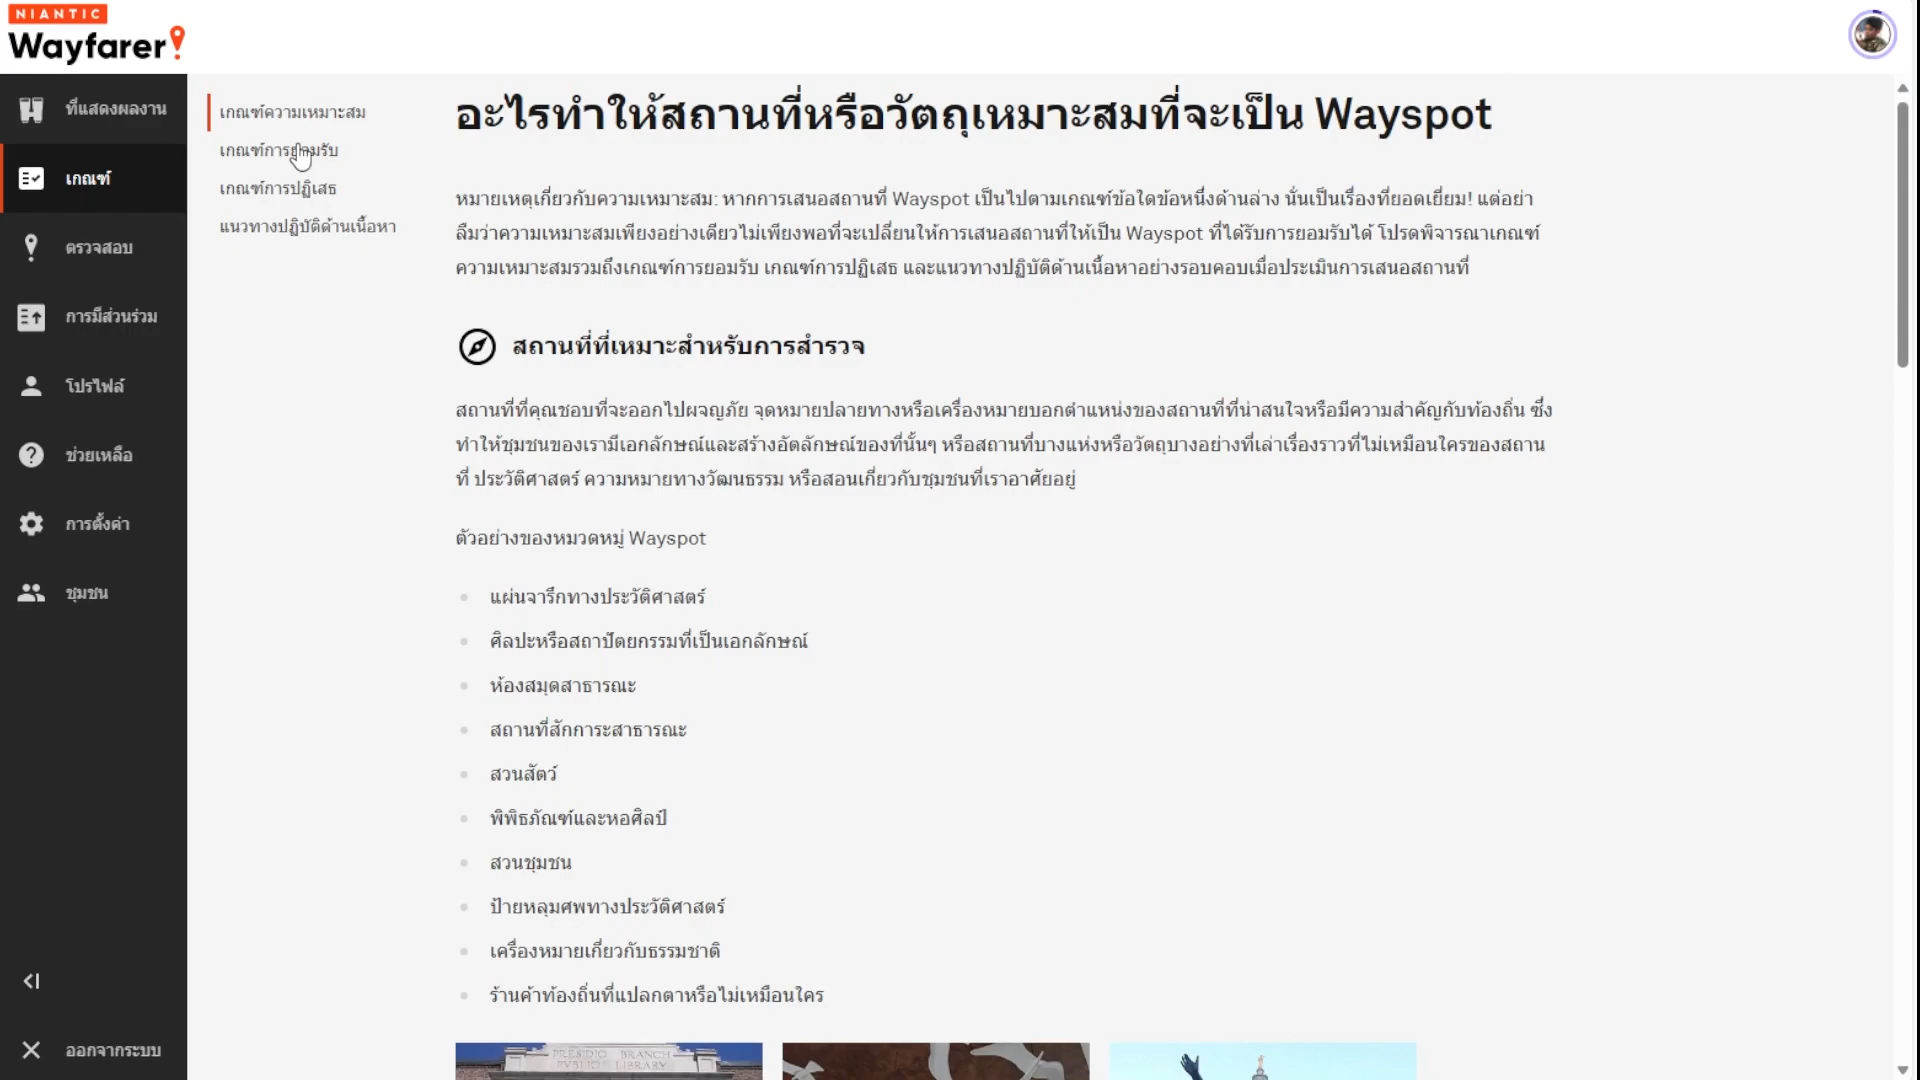 NIANTIC
Wayfarer
ที่แสดงผลงาน
เกณฑ์
ตรวจสอบ
การมีส่วนร่วม
โปรไฟล์
ช่วยเหลือ
การตั้งค่า
ชุมชน
ออกจากระบบ
เกณฑ์ความเหมาะสม
เกณฑ์การยอมรับ
เกณฑ์การปฏิเสธ
แนวทางปฏิบัติด้านเนื้อหา
อะไรทำให้สถานที่หรือวัตถุเหมาะสมที่จะเป็น Wayspot
หมายเหตุเกี่ยวกับความเหมาะสม: หากการเสนอสถานที่ Wayspot เป็นไปตามเกณฑ์ข้อใดข้อหนึ่งด้านล่าง นั่นเป็นเรื่องที่ยอดเยี่ยม! แต่อย่า
ลืมว่าความเหมาะสมเพียงอย่างเดียวไม่เพียงพอที่จะเปลี่ยนให้การเสนอสถานที่ให้เป็น Wayspot ที่ได้รับการยอมรับได้ โปรดพิจารณาเกณฑ์
ความเหมาะสมรวมถึงเกณฑ์การยอมรับ เกณฑ์การปฏิเสธ และแนวทางปฏิบัติด้านเนื้อหาอย่างรอบคอบเมื่อประเมินการเสนอสถานที่
สถานที่ที่เหมาะสำหรับการสำรวจ
สถานที่ที่คุณชอบที่จะออกไปผจญภัย จุดหมายปลายทางหรือเครื่องหมายบอกตำแหน่งของสถานที่ที่น่าสนใจหรือมีความสำคัญกับท้องถิ่น ซึ่ง
ทำให้ชุมชนของเรามีเอกลักษณ์และสร้างอัตลักษณ์ของที่นั้นๆ หรือสถานที่บางแห่งหรือวัตถุบางอย่างที่เล่าเรื่องราวที่ไม่เหมือนใครของสถาน
ที่ ประวัติศาสตร์ ความหมายทางวัฒนธรรม หรือสอนเกี่ยวกับชุมชนที่เราอาศัยอยู่
ตัวอย่างของหมวดหมู่ Wayspot
แผ่นจารึกทางประวัติศาสตร์
ศิลปะหรือสถาปัตยกรรมที่เป็นเอกลักษณ์
ห้องสมุดสาธารณะ
สถานที่สักการะสาธารณะ
สวนสัตว์
พิพิธภัณฑ์และหอศิลป์
สวนชุมชน
ป้ายหลุมศพทางประวัติศาสตร์
เครื่องหมายเกี่ยวกับธรรมชาติ
ร้านค้าท้องถิ่นที่แปลกตาหรือไม่เหมือนใคร
PRESIDIO BRANCH
PVBLIC LIBRARY